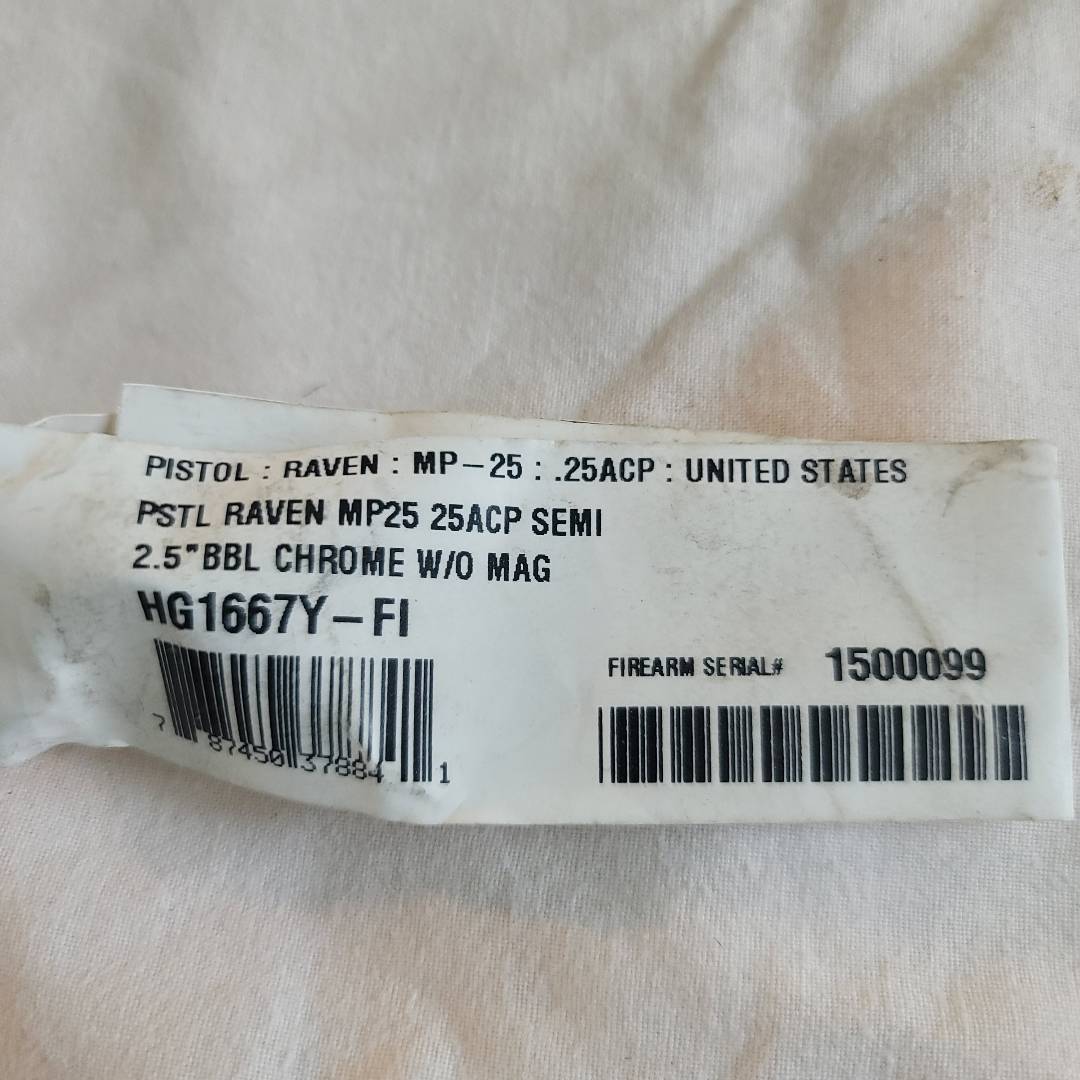 PISTOL : RAVEN : MP-25 : .25ACP : UNITED STATES
PSTL RAVEN MP25 25ACP SEMI
2.5"BBL CHROME W/O MAG
HG1667Y-FI
FIREARM SERIAL# 1500099
7 87450 37884 1